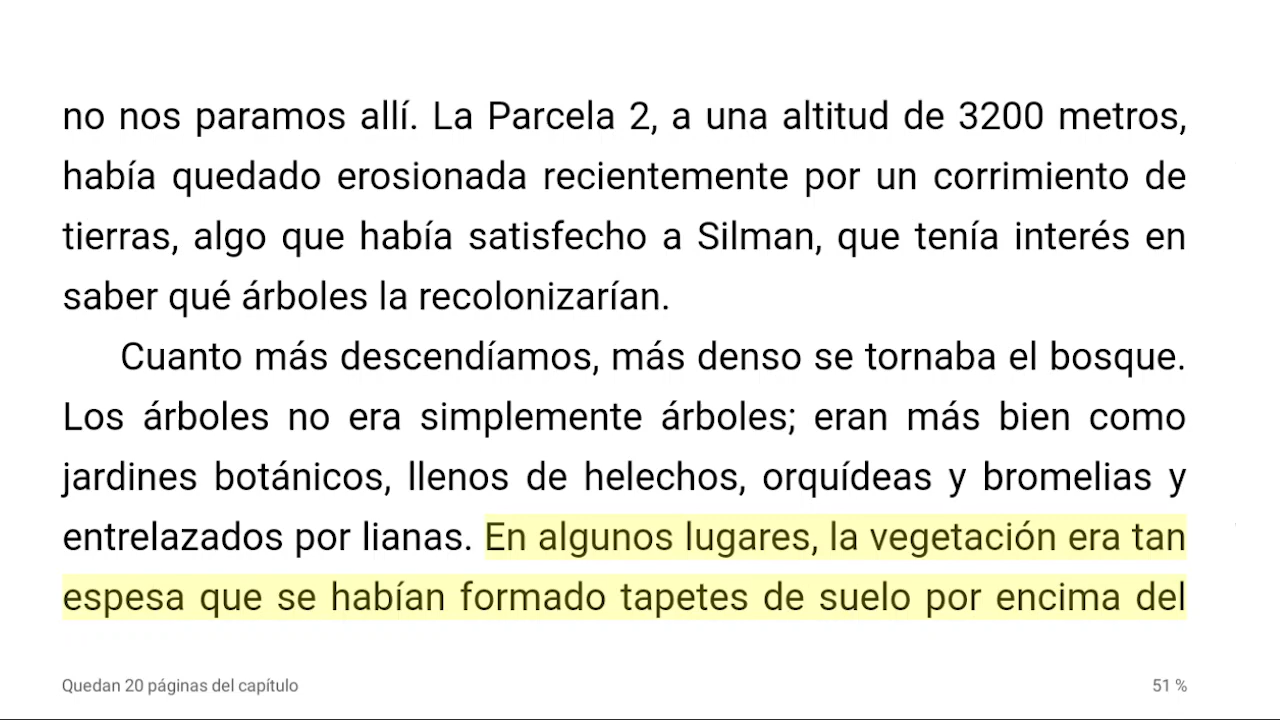 no nos paramos allí. La Parcela 2, a una altitud de 3200 metros,
había quedado erosionada recientemente por un corrimiento de
tierras, algo que había satisfecho a Silman, que tenía interés en
saber qué árboles la recolonizarían.
Cuanto más descendíamos, más denso se tornaba el bosque.
Los árboles no era simplemente árboles; eran más bien como
jardines botánicos, llenos de helechos, orquídeas y bromelias y
entrelazados por lianas. En algunos lugares, la vegetación era tan
espesa que se habían formado tapetes de suelo por encima del
Quedan 20 páginas del capítulo
51 %